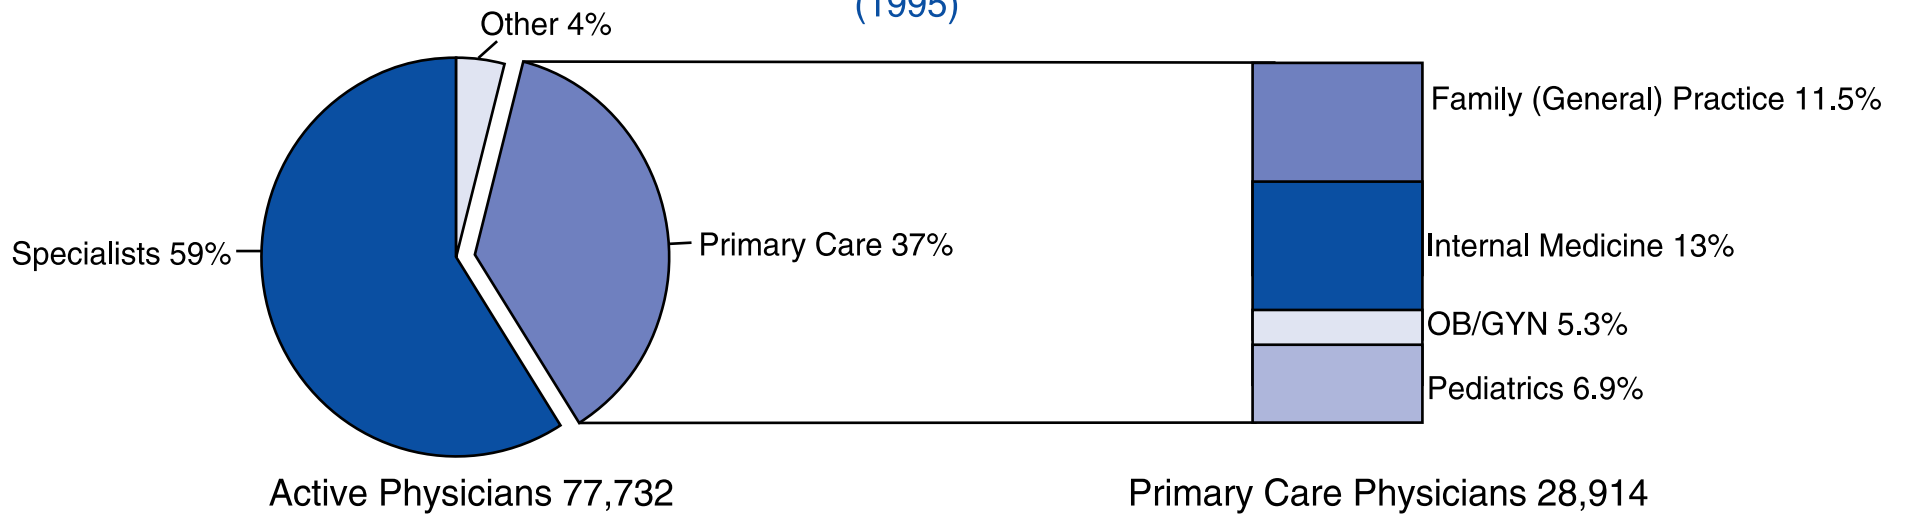 (1995)
Other 4%
Family (General) Practice 11.5%
Specialists 59%
Primary Care 37%
Internal Medicine 13%
OB/GYN 5.3%
Pediatrics 6.9%
Active Physicians 77,732
Primary Care Physicians 28,914